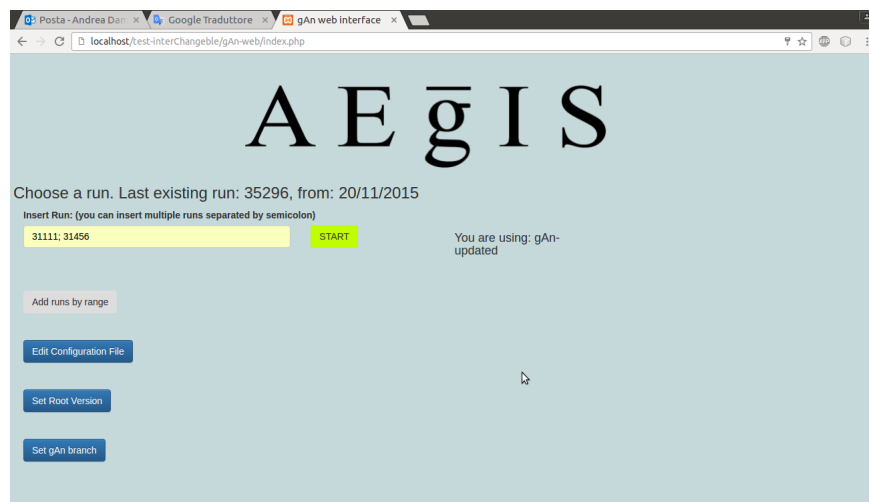 Posta - Andrea Dan
Google Traduttore
gAn web interface
localhost/test-interChangeble/gAn-web/index.php
AEḡIS
Choose a run. Last existing run: 35296, from: 20/11/2015
Insert Run: (you can insert multiple runs separated by semicolon)
31111; 31456
START
You are using: gAn-
updated
Add runs by range
Edit Configuration File
Set Root Version
Set gAn branch